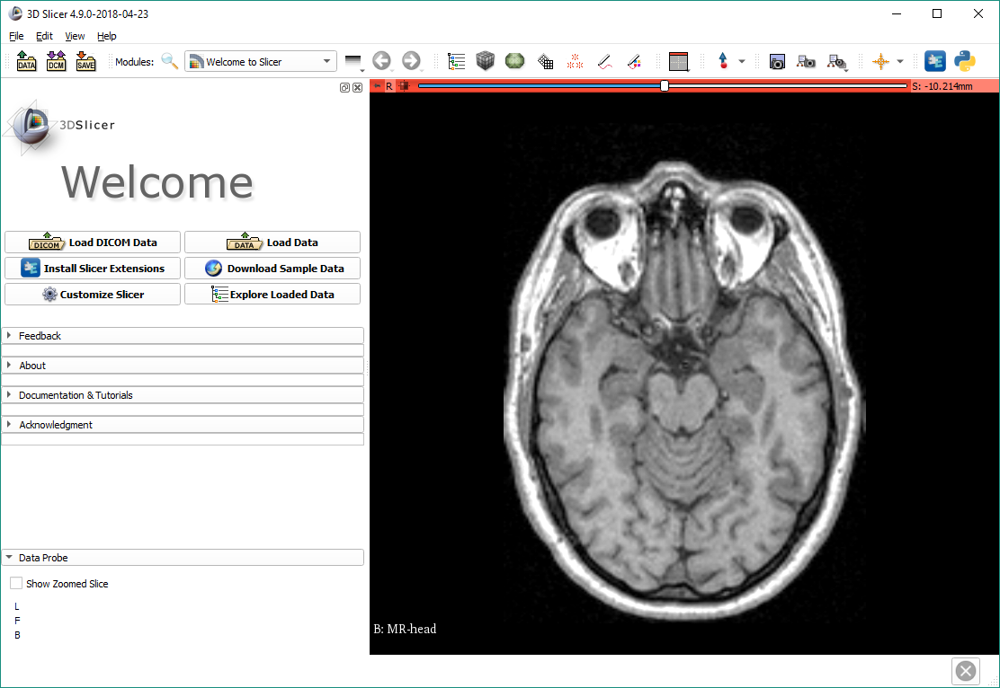 3D Slicer 4.9.0-2018-04-23
File Edit View Help
DATA DCM SAVE Modules: Welcome to Slicer
R S: -10.214mm
3DSlicer
Welcome
DICOM Load DICOM Data DATA Load Data
Install Slicer Extensions Download Sample Data
Customize Slicer Explore Loaded Data
Feedback
About
Documentation & Tutorials
Acknowledgment
Data Probe
Show Zoomed Slice
L
F
B
B: MR-head